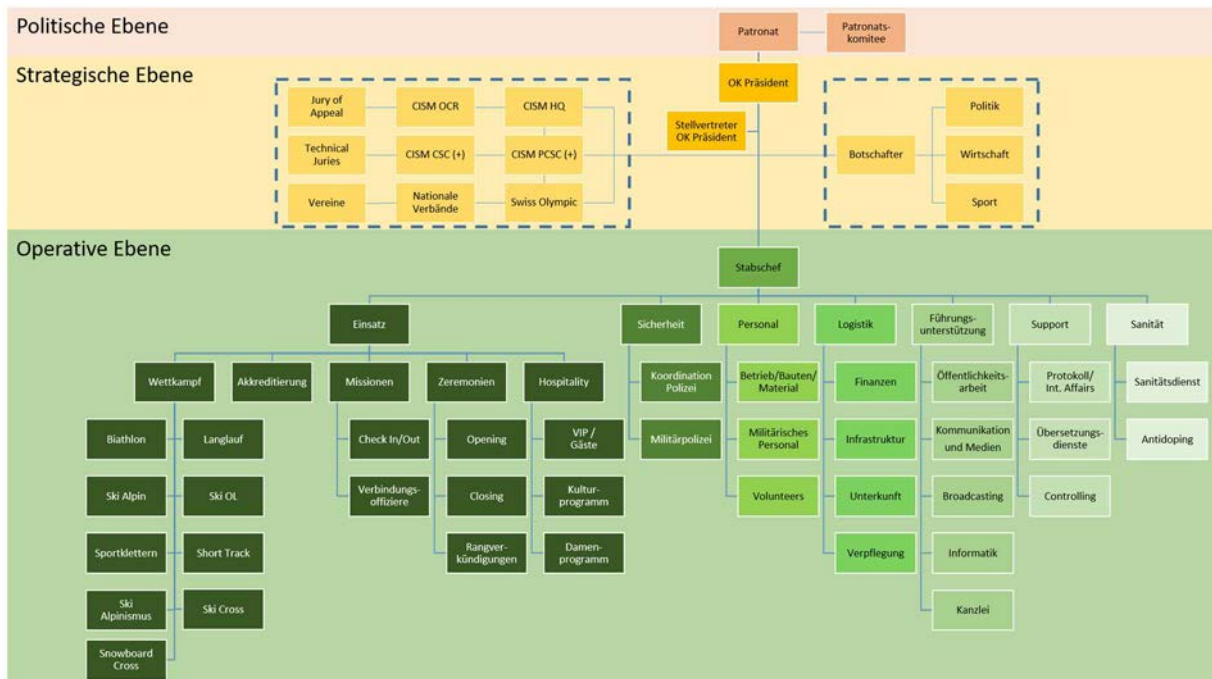 Politische Ebene
Patronat
Patronats-
komitee
Strategische Ebene
OK Präsident
Stellvertreter
OK Präsident
Jury of
Appeal
CISM OCR
CISM HQ
Technical
Juries
CISM CSC (+)
CISM PCSC (+)
Vereine
Nationale
Verbände
Swiss Olympic
Botschafter
Politik
Wirtschaft
Sport
Operative Ebene
Stabschef
Einsatz
Sicherheit
Personal
Logistik
Führungs-
unterstützung
Support
Sanität
Wettkampf
Akkreditierung
Missionen
Zeremonien
Hospitality
Koordination
Polizei
Betrieb/Bauten/
Material
Finanzen
Öffentlichkeits-
arbeit
Protokoll/
Int. Affairs
Sanitätsdienst
Biathlon
Langlauf
Check In/Out
Opening
VIP /
Gäste
Militärpolizei
Militärisches
Personal
Infrastruktur
Kommunikation
und Medien
Übersetzungs-
dienste
Antidoping
Ski Alpin
Ski OL
Verbindungs-
offiziere
Closing
Kultur-
programm
Volunteers
Unterkunft
Broadcasting
Controlling
Sportklettern
Short Track
Rangver-
kündigungen
Damen-
programm
Verpflegung
Informatik
Ski
Alpinismus
Ski Cross
Kanzlei
Snowboard
Cross